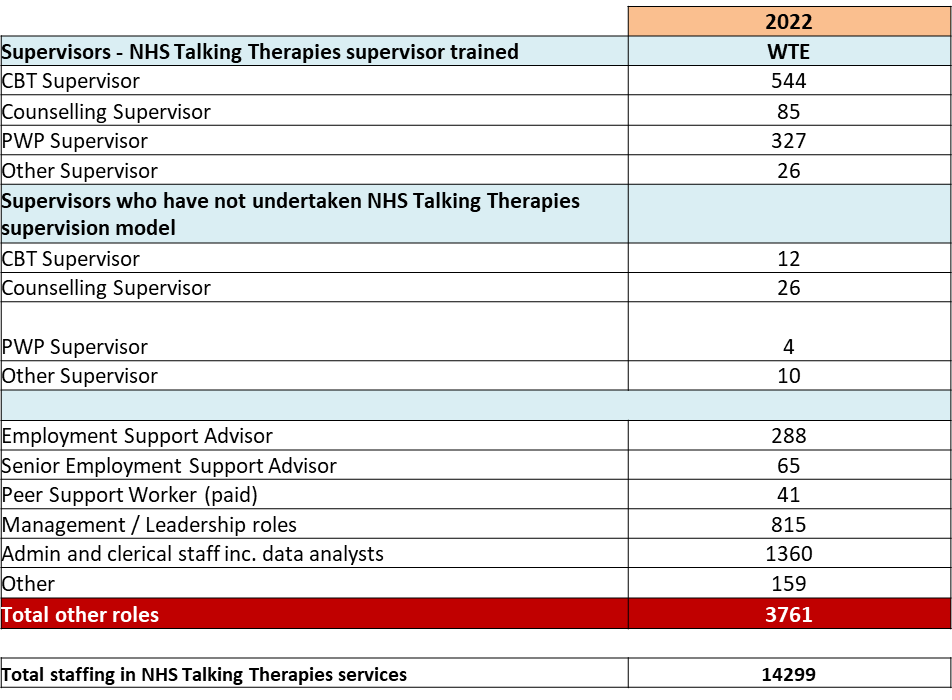 2022
Supervisors - NHS Talking Therapies supervisor trained WTE
CBT Supervisor 544
Counselling Supervisor 85
PWP Supervisor 327
Other Supervisor 26
Supervisors who have not undertaken NHS Talking Therapies
supervision model
CBT Supervisor 12
Counselling Supervisor 26
PWP Supervisor 4
Other Supervisor 10
Employment Support Advisor 288
Senior Employment Support Advisor 65
Peer Support Worker (paid) 41
Management / Leadership roles 815
Admin and clerical staff inc. data analysts 1360
Other 159
Total other roles 3761
Total staffing in NHS Talking Therapies services 14299